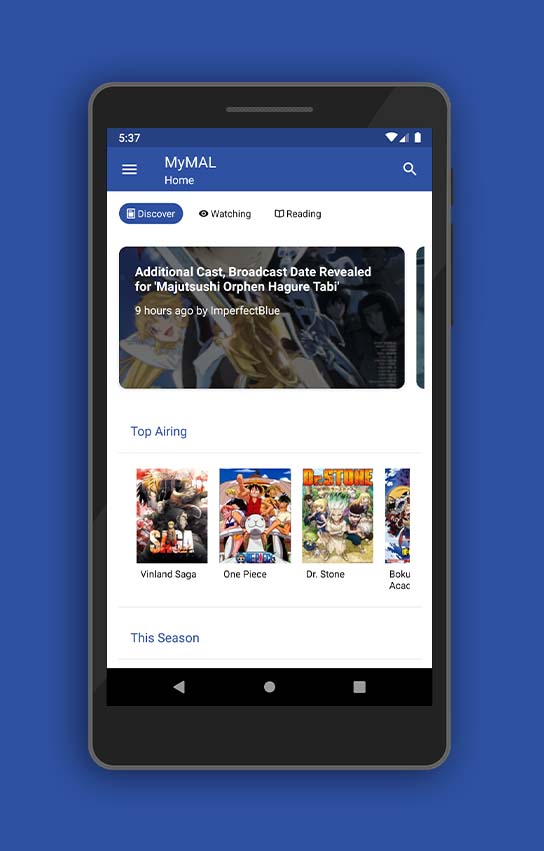 5:37
MyMAL
Home
Discover
Watching
Reading
Additional Cast, Broadcast Date Revealed
for 'Majutsushi Orphen Hagure Tabi'
9 hours ago by ImperfectBlue
Top Airing
SAGA
ONE PIECE
Dr.STONE
Vinland Saga
One Piece
Dr. Stone
Boku
Acad
This Season